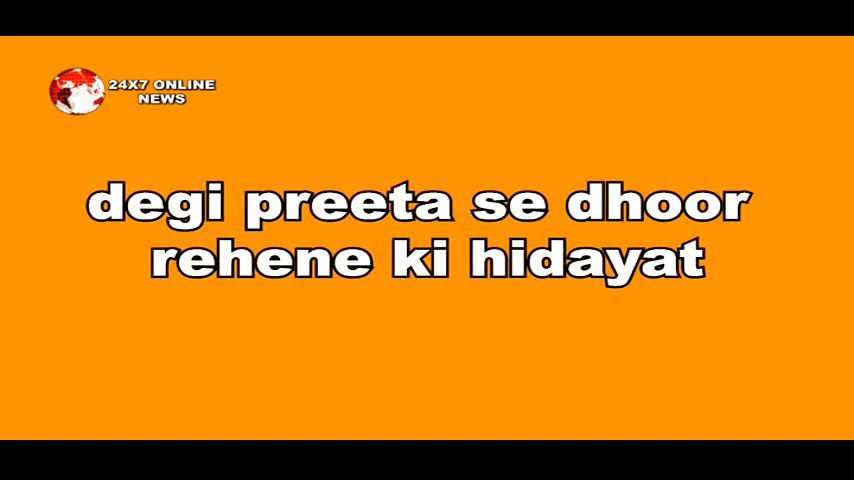 24X7 ONLINE
NEWS
degi preeta se dhoor
rehene ki hidayat